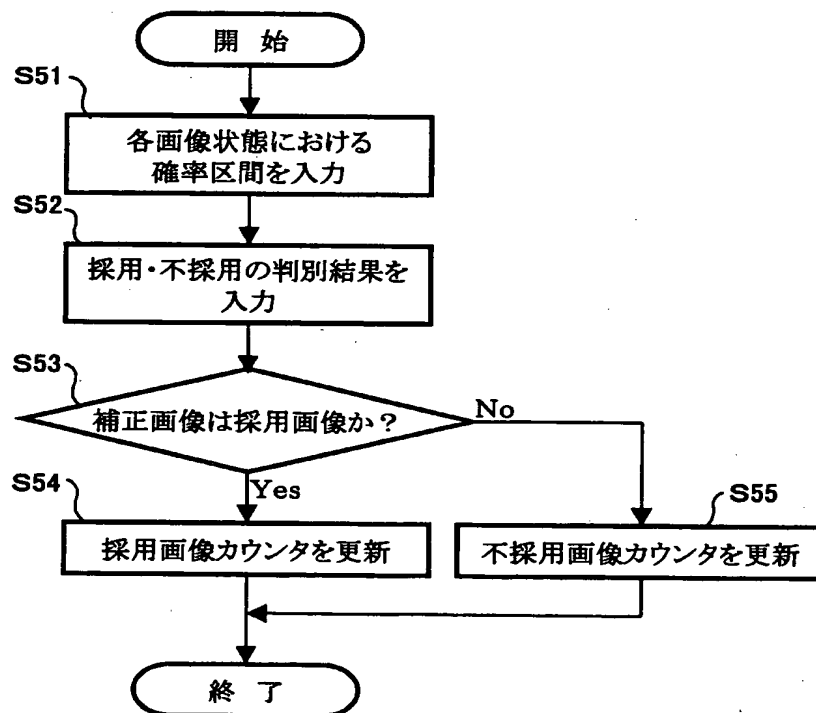 開始
S51
各画像状態における
確率区間を入力
S52
採用・不採用の判別結果を
入力
S53
補正画像は採用画像か？
No
S54
Yes
S55
採用画像カウンタを更新
不採用画像カウンタを更新
終了